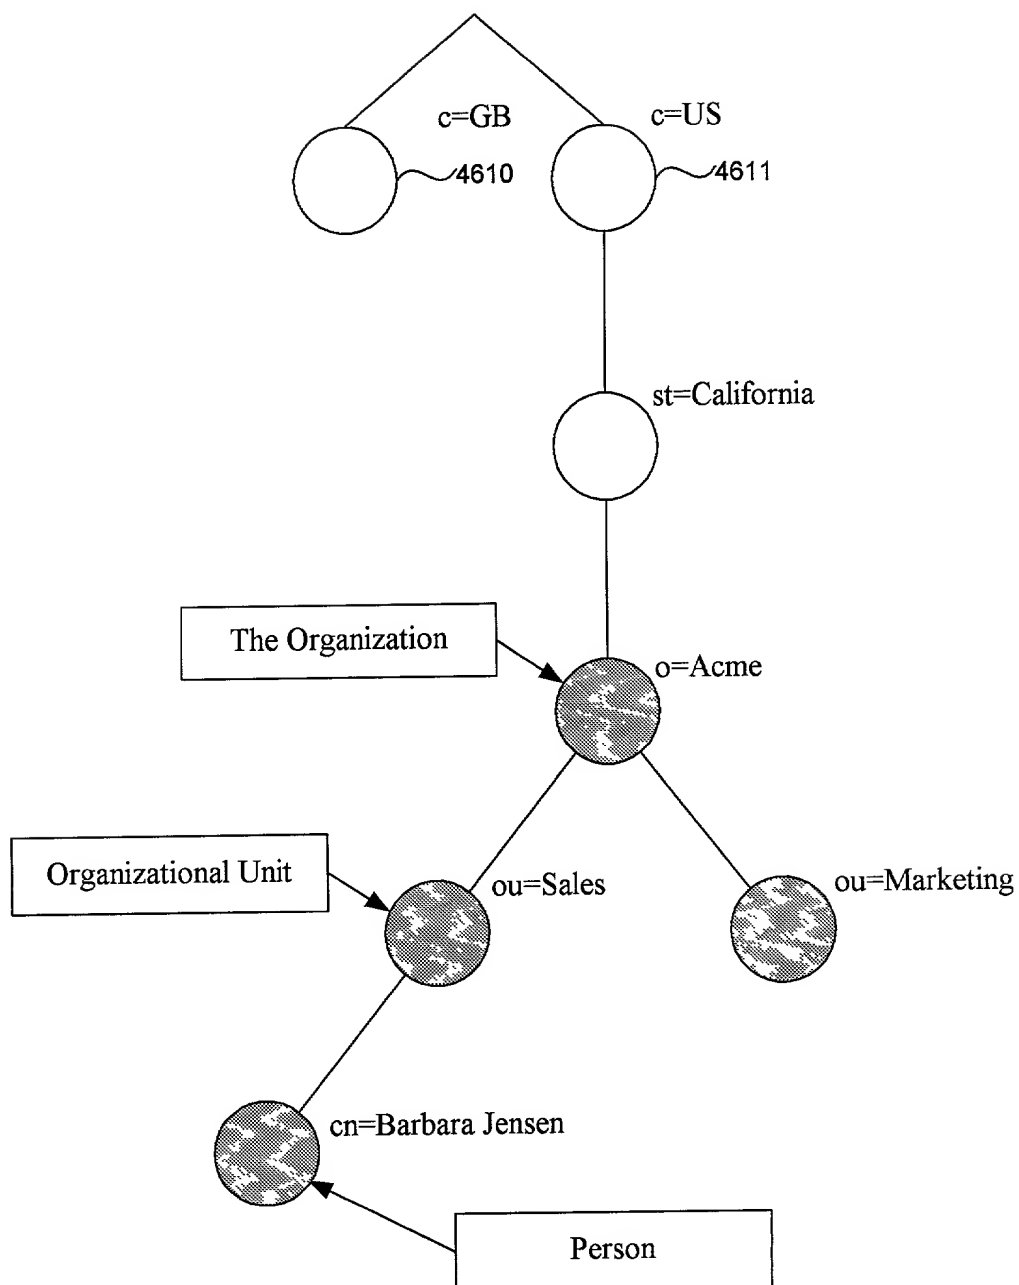 c=GB
c=US
4610
4611
st=California
The Organization
o=Acme
Organizational Unit
ou=Sales
ou=Marketing
cn=Barbara Jensen
Person